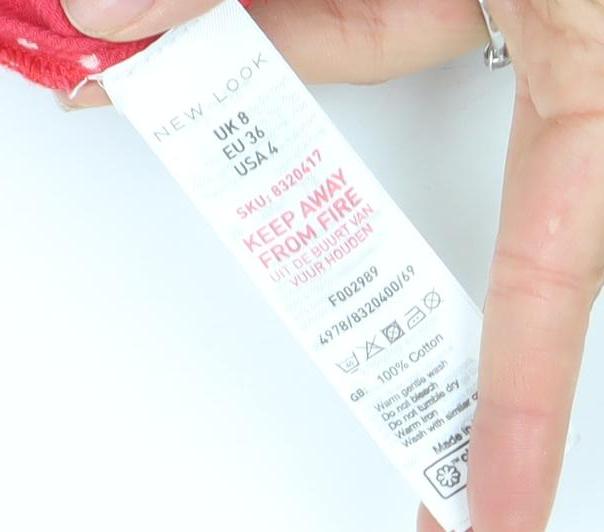 NEW LOOK
UK 8
EU 36
USA 4
SKU: 8320417
KEEP AWAY
FROM FIRE
UIT DE BUURT VAN
VUUR HOUDEN
F002989
4978/8320400/69
GB: 100% Cotton
Warm gentle wash
Do not bleach
Do not tumble dry
Warm iron
Wash with similar
Made in